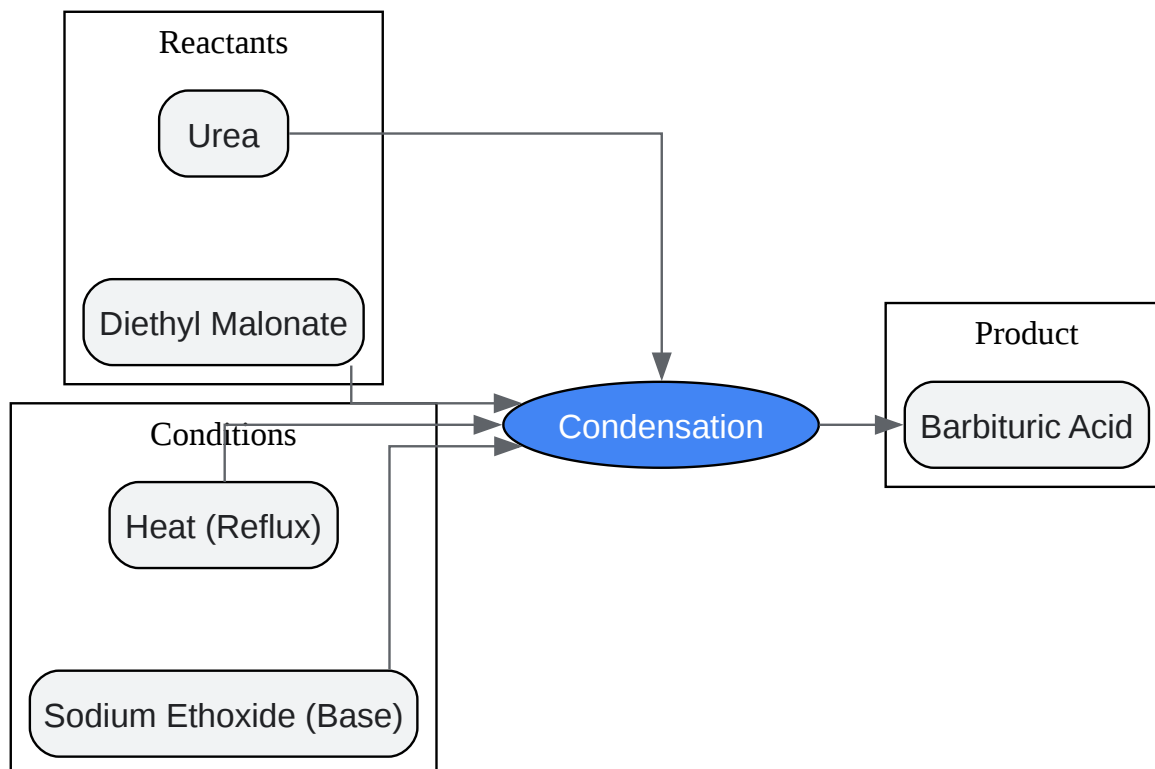 Reactants
Urea
Diethyl Malonate
Conditions
Heat (Reflux)
Sodium Ethoxide (Base)
Condensation
Product
Barbituric Acid